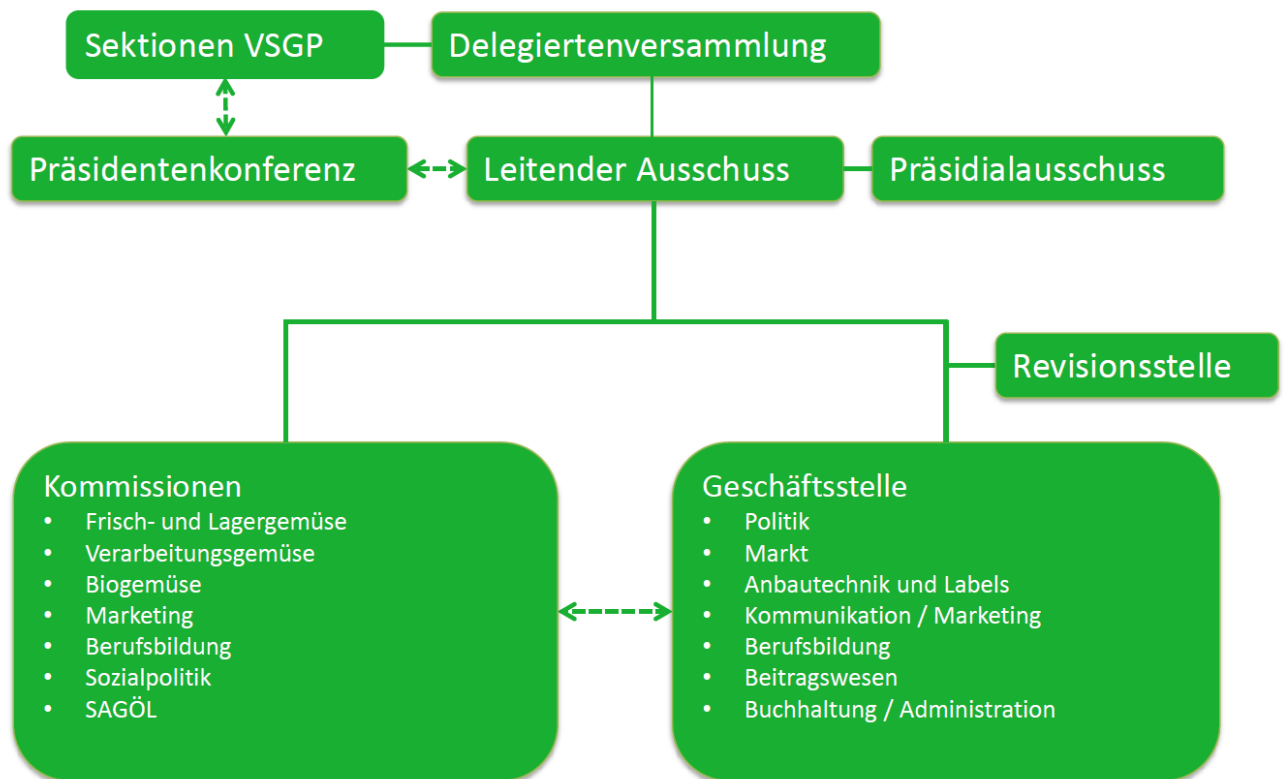 Sektionen VSGP
Delegiertenversammlung
Präsidentenkonferenz
Leitender Ausschuss
Präsidialausschuss
Revisionsstelle
Kommissionen
• Frisch- und Lagergemüse
• Verarbeitungsgemüse
• Biogemüse
• Marketing
• Berufsbildung
• Sozialpolitik
• SAGÖL
Geschäftsstelle
• Politik
• Markt
• Anbautechnik und Labels
• Kommunikation / Marketing
• Berufsbildung
• Beitragswesen
• Buchhaltung / Administration